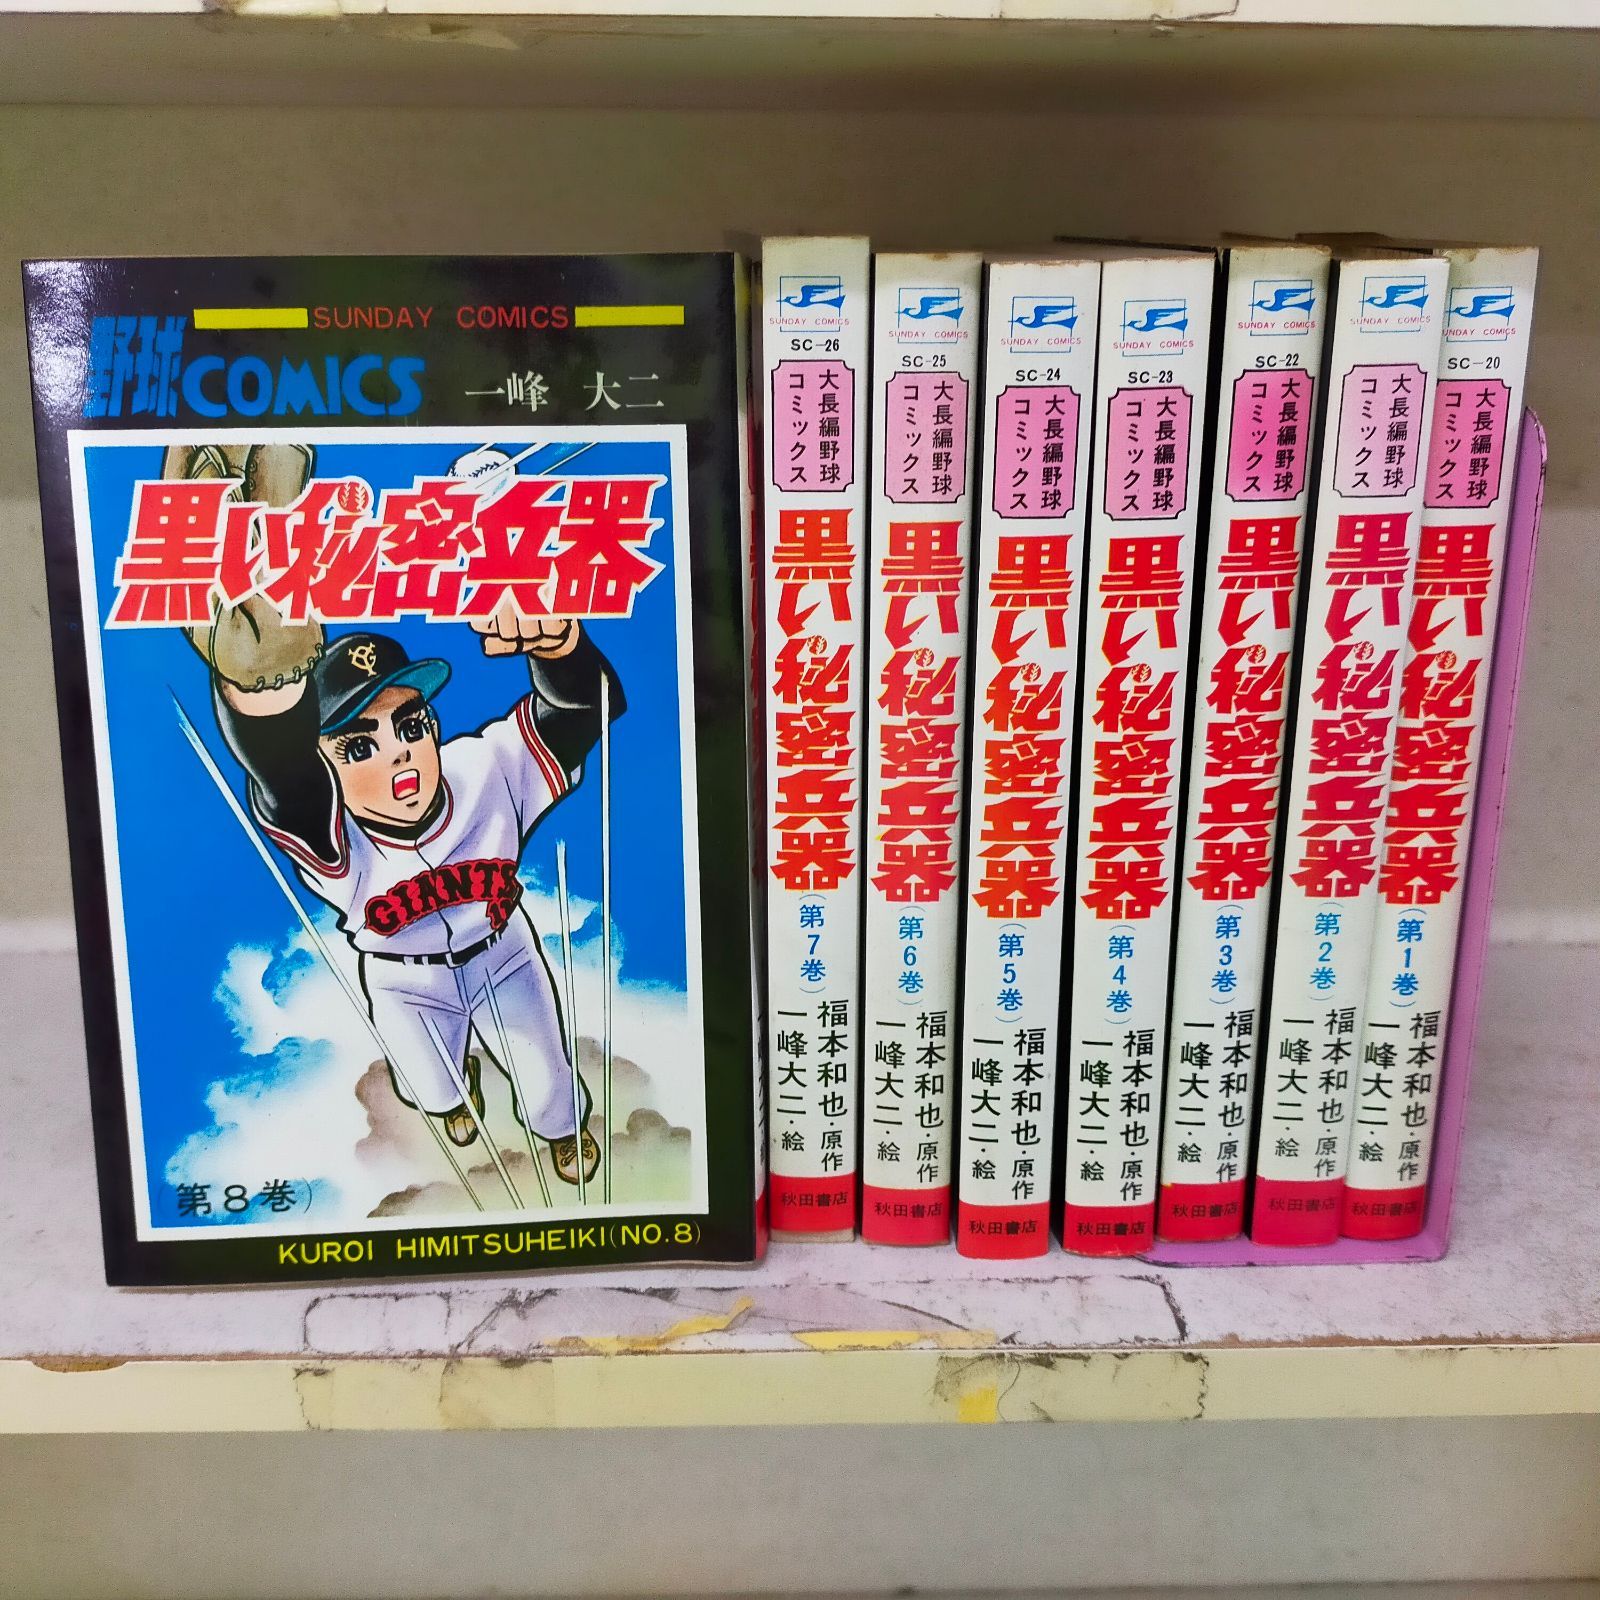 SUNDAY COMICS
野球COMICS
一峰 大二
黒い秘密兵器
GIANTS
(第8巻)
KUROI HIMITSUHEIKI(NO.8)
SUNDAY COMICS
SC-26
大長編野球
コミックス
黒い秘密兵器
(第7巻)
福本和也・原作
一峰大二・絵
秋田書店
SUNDAY COMICS
SC-25
大長編野球
コミックス
黒い秘密兵器
(第6巻)
福本和也・原作
一峰大二・絵
秋田書店
SUNDAY COMICS
SC-24
大長編野球
コミックス
黒い秘密兵器
(第5巻)
福本和也・原作
一峰大二・絵
秋田書店
SUNDAY COMICS
SC-23
大長編野球
コミックス
黒い秘密兵器
(第4巻)
福本和也・原作
一峰大二・絵
秋田書店
SUNDAY COMICS
SC-22
大長編野球
コミックス
黒い秘密兵器
(第3巻)
福本和也・原作
一峰大二・絵
秋田書店
SUNDAY COMICS
大長編野球
コミックス
黒い秘密兵器
(第2巻)
福本和也・原作
一峰大二・絵
秋田書店
SUNDAY COMICS
SC-20
大長編野球
コミックス
黒い秘密兵器
(第1巻)
福本和也・原作
一峰大二・絵
秋田書店